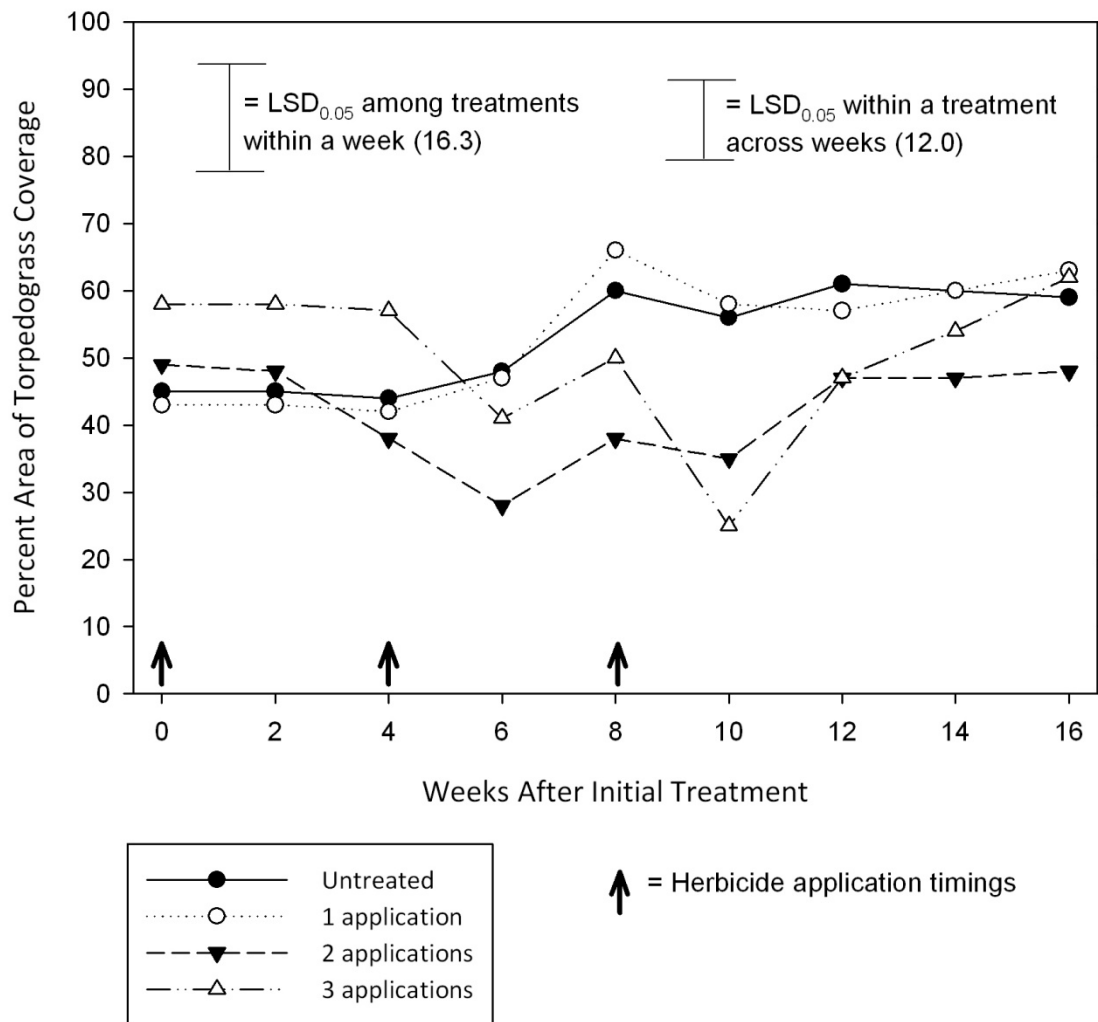 Percent Area of Torpedograss Coverage
100
90
80
70
60
50
40
30
20
10
0
= LSD0.05 among treatments
within a week (16.3)
= LSD0.05 within a treatment
across weeks (12.0)
0 2 4 6 8 10 12 14 16
Weeks After Initial Treatment
Untreated
1 application
2 applications
3 applications
= Herbicide application timings